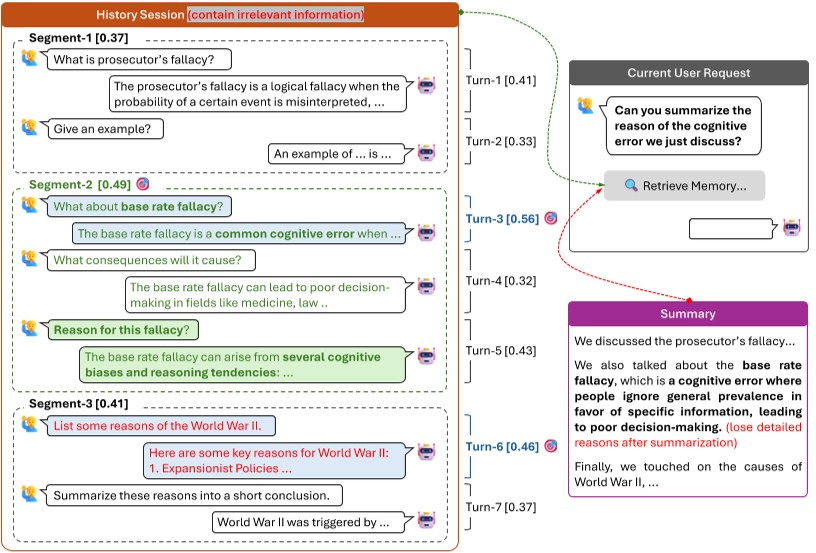 History Session (contain irrelevant information)
Segment-1 [0.37]
What is prosecutor's fallacy?
The prosecutor's fallacy is a logical fallacy when the
probability of a certain event is misinterpreted, ...
Give an example?
An example of ... is ...
Segment-2 [0.49]
What about base rate fallacy?
The base rate fallacy is a common cognitive error when ...
What consequences will it cause?
The base rate fallacy can lead to poor decision-
making in fields like medicine, law ..
Reason for this fallacy?
The base rate fallacy can arise from several cognitive
biases and reasoning tendencies: ...
Segment-3 [0.41]
List some reasons of the World War II.
Here are some key reasons for World War II:
1. Expansionist Policies ...
Summarize these reasons into a short conclusion.
World War II was triggered by ...
Turn-1 [0.41]
Turn-2 [0.33]
Turn-3 [0.56]
Turn-4 [0.32]
Turn-5 [0.43]
Turn-6 [0.46]
Turn-7 [0.37]
Current User Request
Can you summarize the
reason of the cognitive
error we just discuss?
Retrieve Memory...
Summary
We discussed the prosecutor's fallacy...
We also talked about the base rate
fallacy, which is a cognitive error where
people ignore general prevalence in
favor of specific information, leading
to poor decision-making. (lose detailed
reasons after summarization)
Finally, we touched on the causes of
World War II, ...